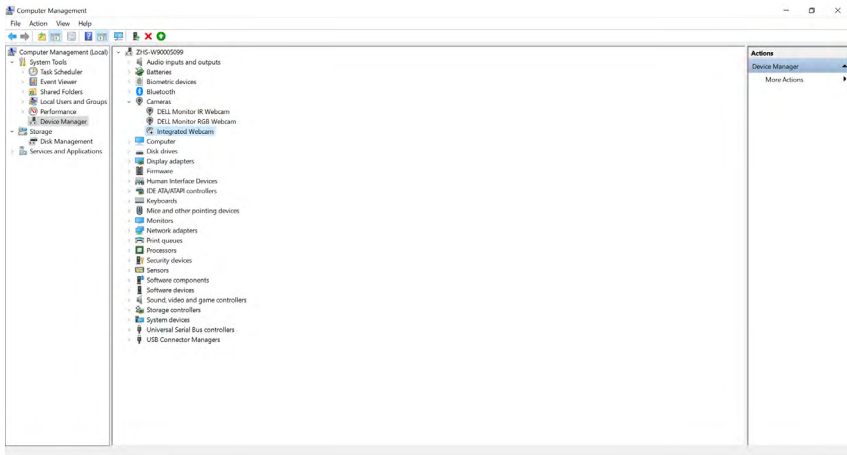 Computer Management
File Action View Help
Computer Management (Local)
System Tools
Task Scheduler
Event Viewer
Shared Folders
Local Users and Groups
Performance
Device Manager
Storage
Disk Management
Services and Applications
ZHS-W90005099
Audio inputs and outputs
Batteries
Biometric devices
Bluetooth
Cameras
DELL Monitor IR Webcam
DELL Monitor RGB Webcam
Integrated Webcam
Computer
Disk drives
Display adapters
Firmware
Human Interface Devices
IDE ATA/ATAPI controllers
Keyboards
Mice and other pointing devices
Monitors
Network adapters
Print queues
Processors
Security devices
Sensors
Software components
Software devices
Sound, video and game controllers
Storage controllers
System devices
Universal Serial Bus controllers
USB Connector Managers
Actions
Device Manager
More Actions